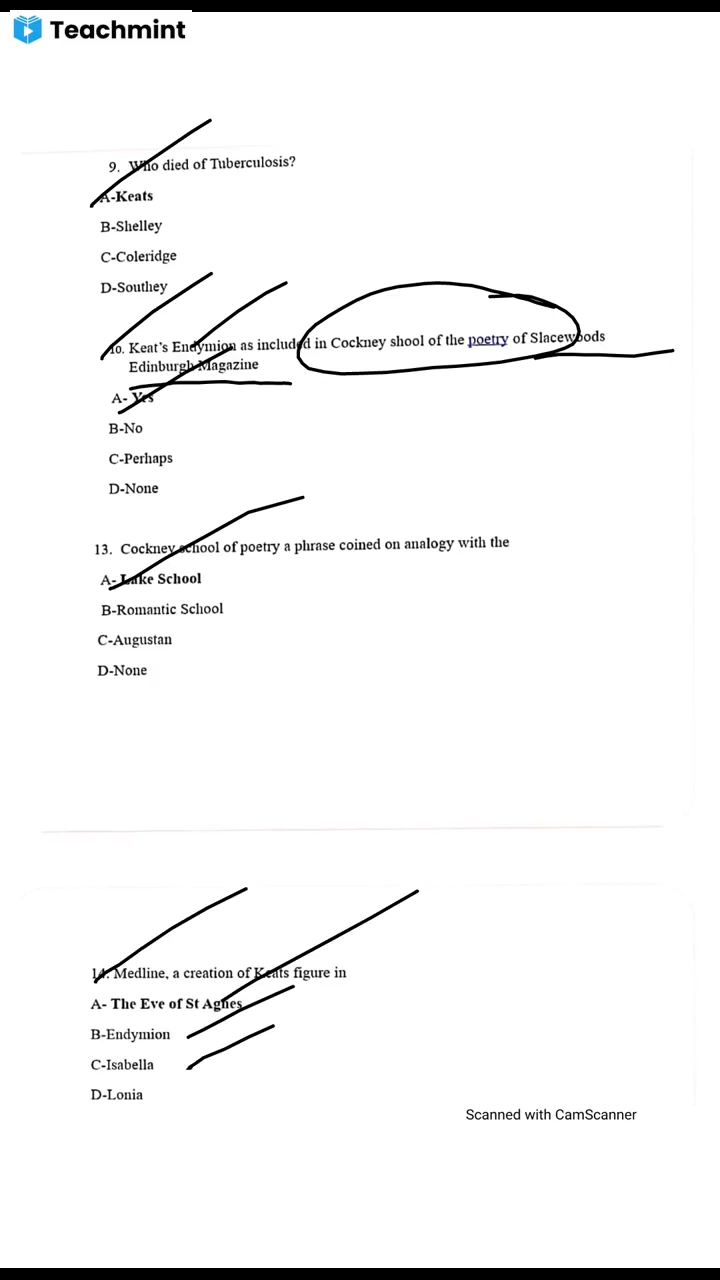 Teachmint
9. Who died of Tuberculosis?
A-Keats
B-Shelley
C-Coleridge
D-Southey
10. Keat's Endymion as included in Cockney shool of the poetry of Slacewoods
Edinburgh Magazine
A- Yes
B-No
C-Perhaps
D-None
13. Cockney school of poetry a phrase coined on analogy with the
A- Lake School
B-Romantic School
C-Augustan
D-None
14. Medline, a creation of Keats figure in
A- The Eve of St Agnes
B-Endymion
C-Isabella
D-Lonia
Scanned with CamScanner